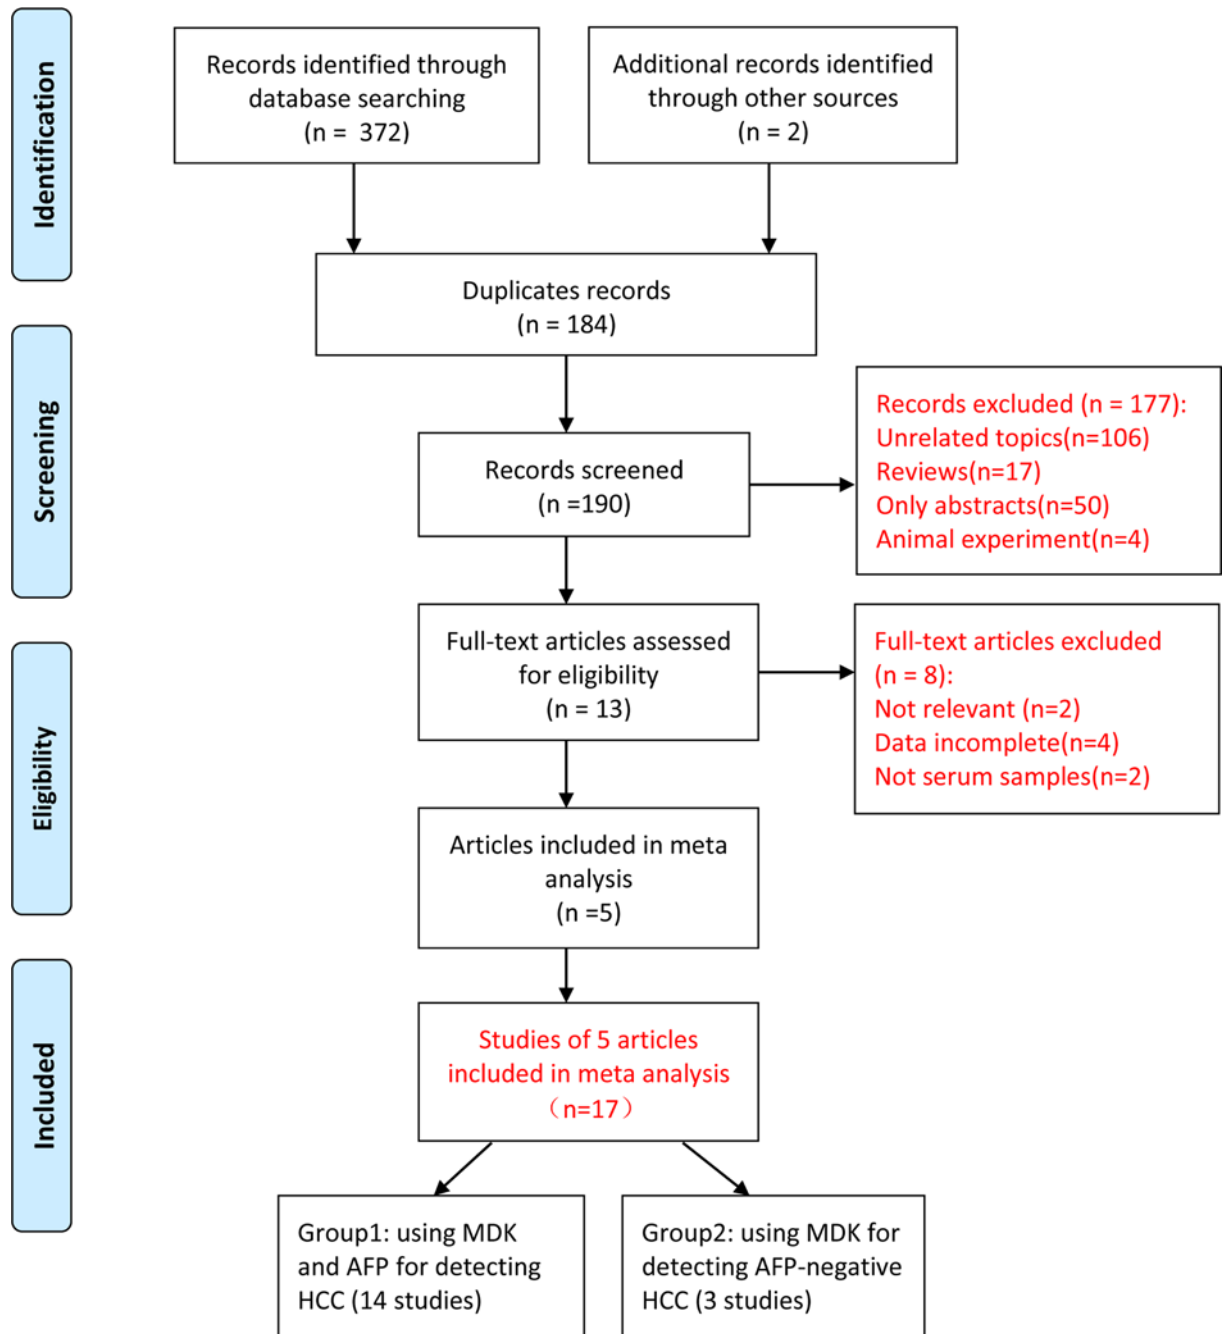 Identification
Records identified through
database searching
(n = 372)
Additional records identified
through other sources
(n = 2)
Duplicates records
(n = 184)
Screening
Records screened
(n =190)
Records excluded (n = 177):
Unrelated topics(n=106)
Reviews(n=17)
Only abstracts(n=50)
Animal experiment(n=4)
Eligibility
Full-text articles assessed
for eligibility
(n = 13)
Full-text articles excluded
(n = 8):
Not relevant (n=2)
Data incomplete(n=4)
Not serum samples(n=2)
Articles included in meta
analysis
(n =5)
Included
Studies of 5 articles
included in meta analysis
（n=17）
Group1: using MDK
and AFP for detecting
HCC (14 studies)
Group2: using MDK for
detecting AFP-negative
HCC (3 studies)